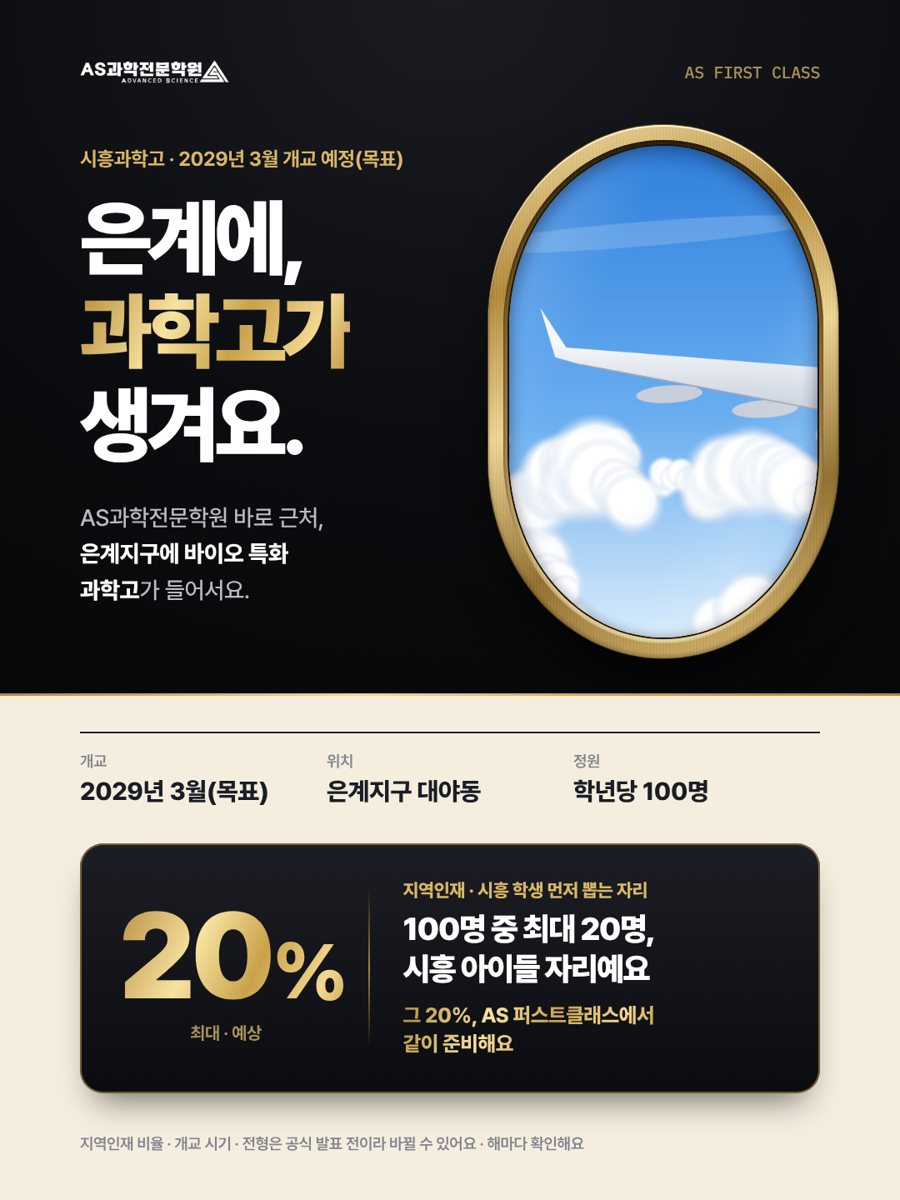 AS과학전문학원
ADVANCED SCIENCE
AS FIRST CLASS
시흥과학고 · 2029년 3월 개교 예정(목표)
은계에,
과학고가
생겨요.
AS과학전문학원 바로 근처,
은계지구에 바이오 특화
과학고가 들어서요.
개교
2029년 3월(목표)
위치
은계지구 대야동
정원
학년당 100명
20%
최대 · 예상
지역인재 · 시흥 학생 먼저 뽑는 자리
100명 중 최대 20명,
시흥 아이들 자리예요
그 20%, AS 퍼스트클래스에서
같이 준비해요
지역인재 비율 · 개교 시기 · 전형은 공식 발표 전이라 바뀔 수 있어요 · 해마다 확인해요